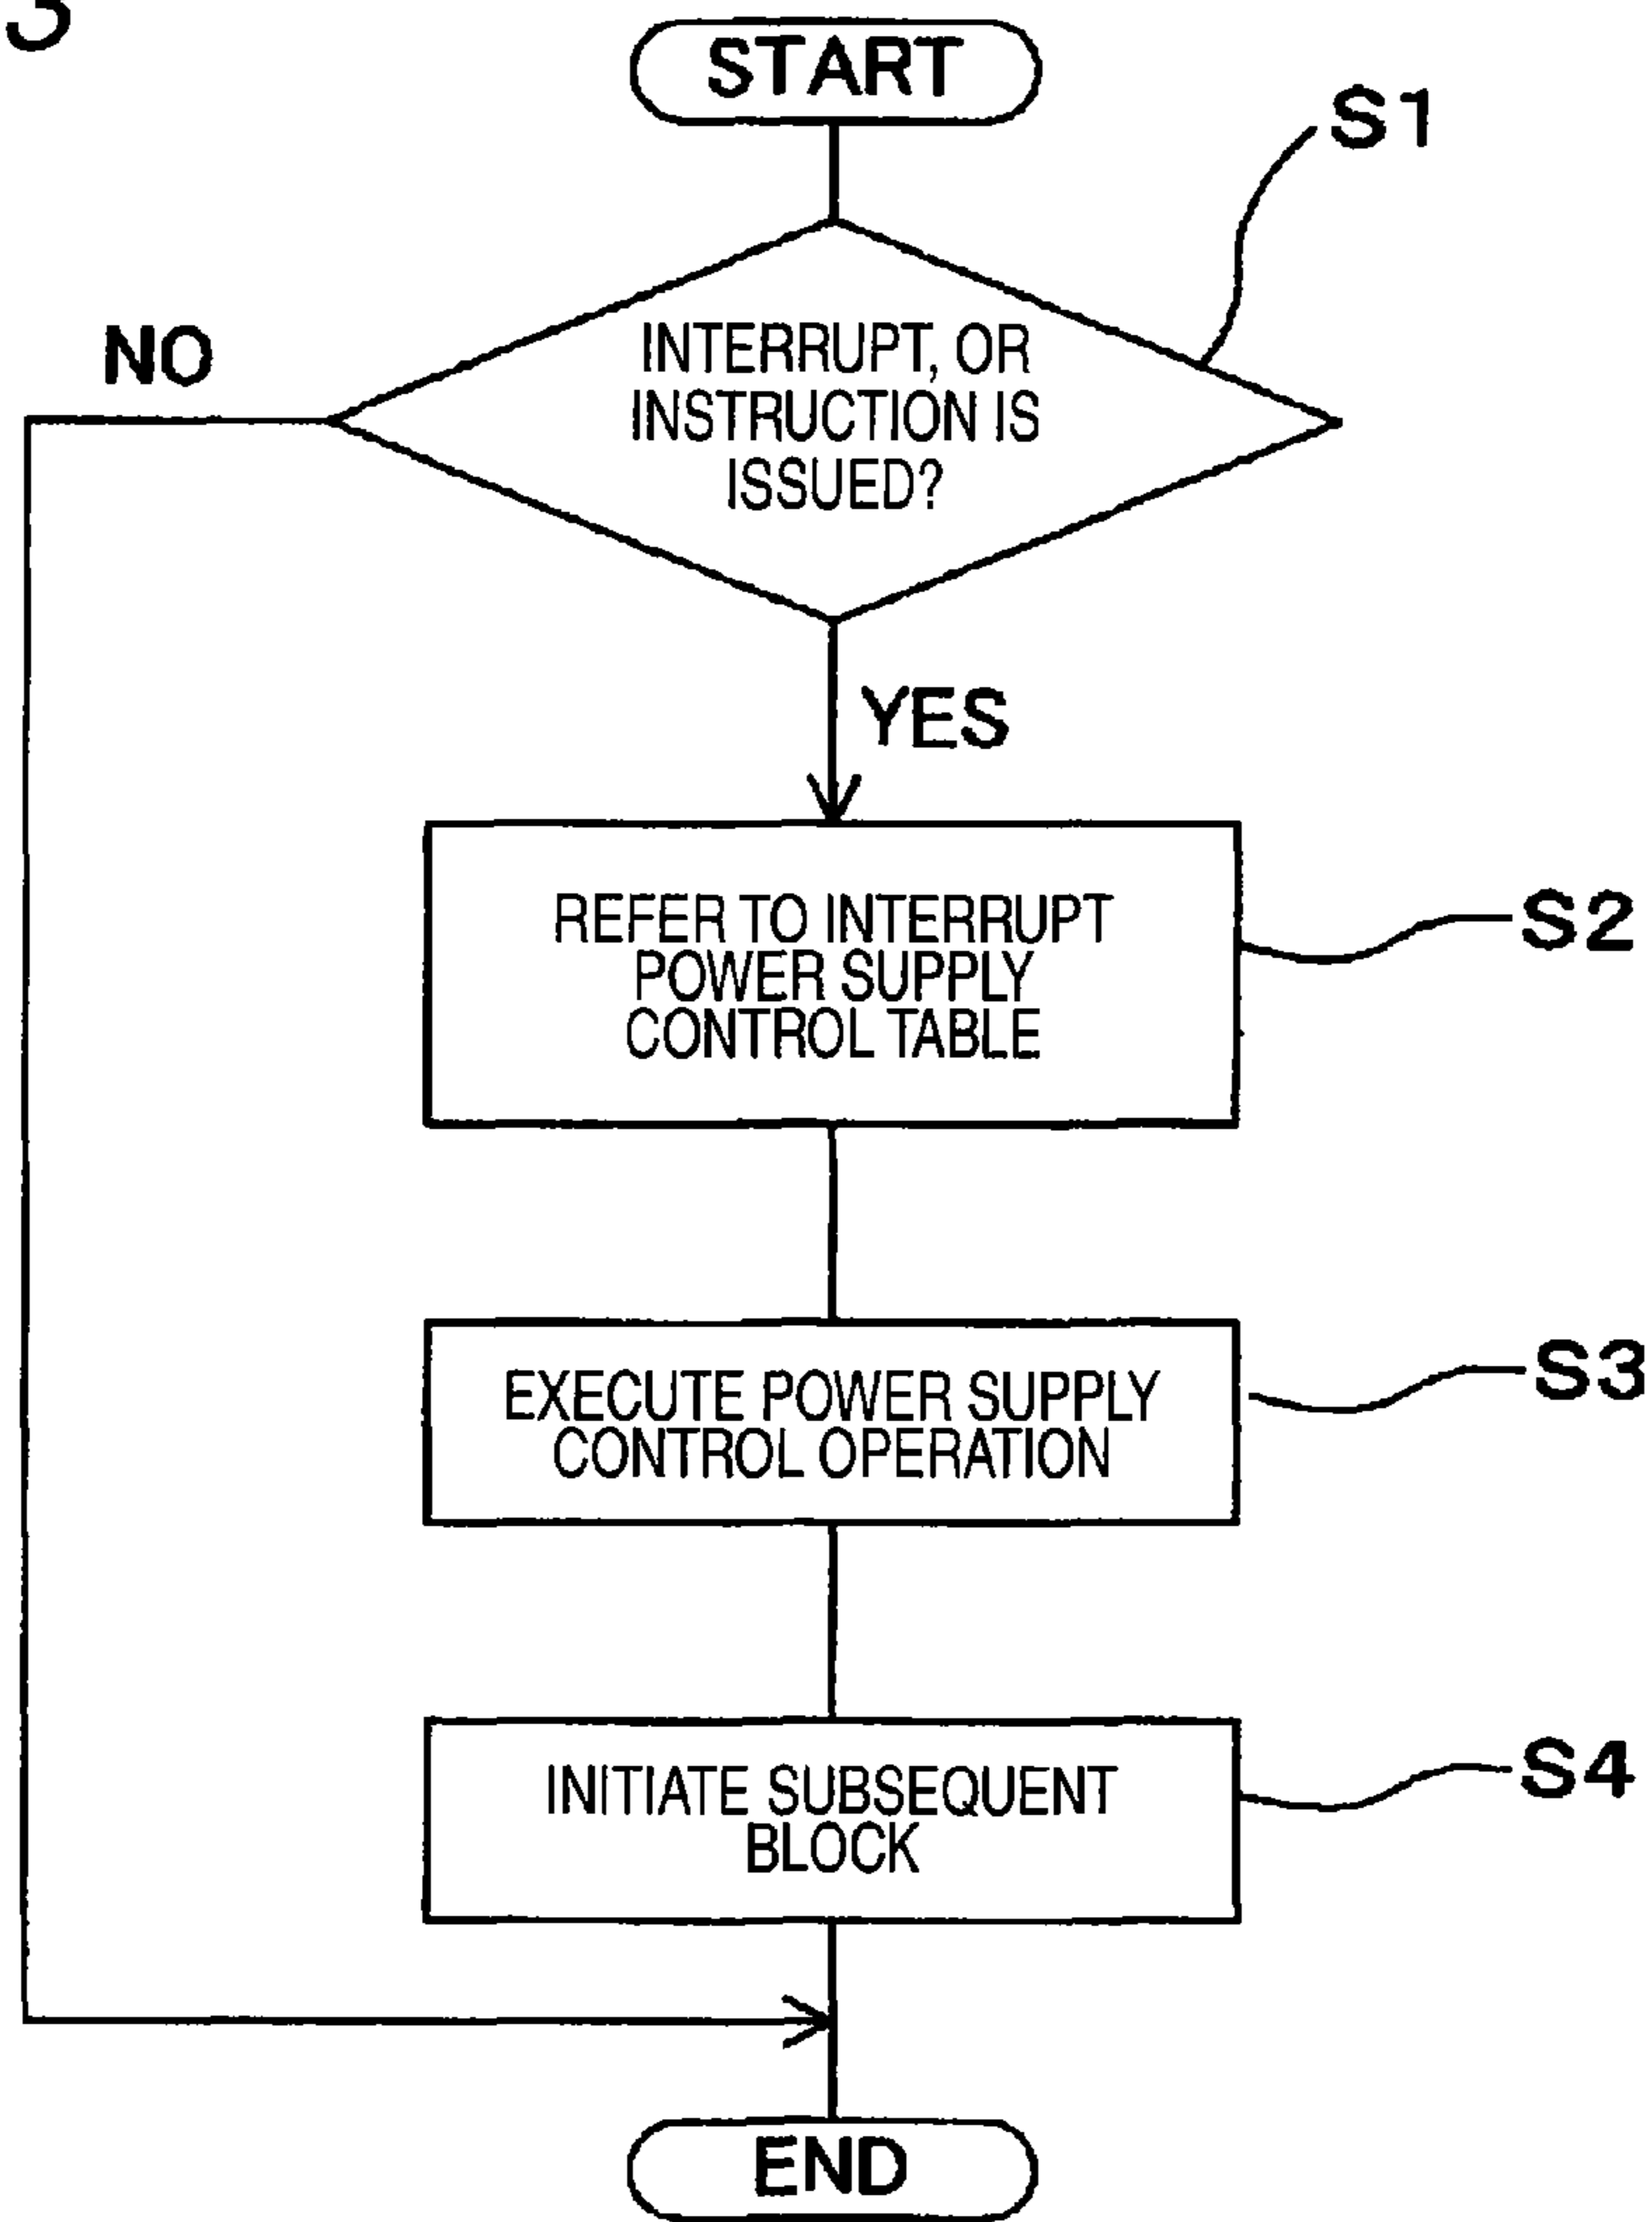 START
S1
NO
INTERRUPT, OR
INSTRUCTION IS
ISSUED?
YES
REFER TO INTERRUPT
POWER SUPPLY
CONTROL TABLE
S2
EXECUTE POWER SUPPLY
CONTROL OPERATION
S3
INITIATE SUBSEQUENT
BLOCK
S4
END